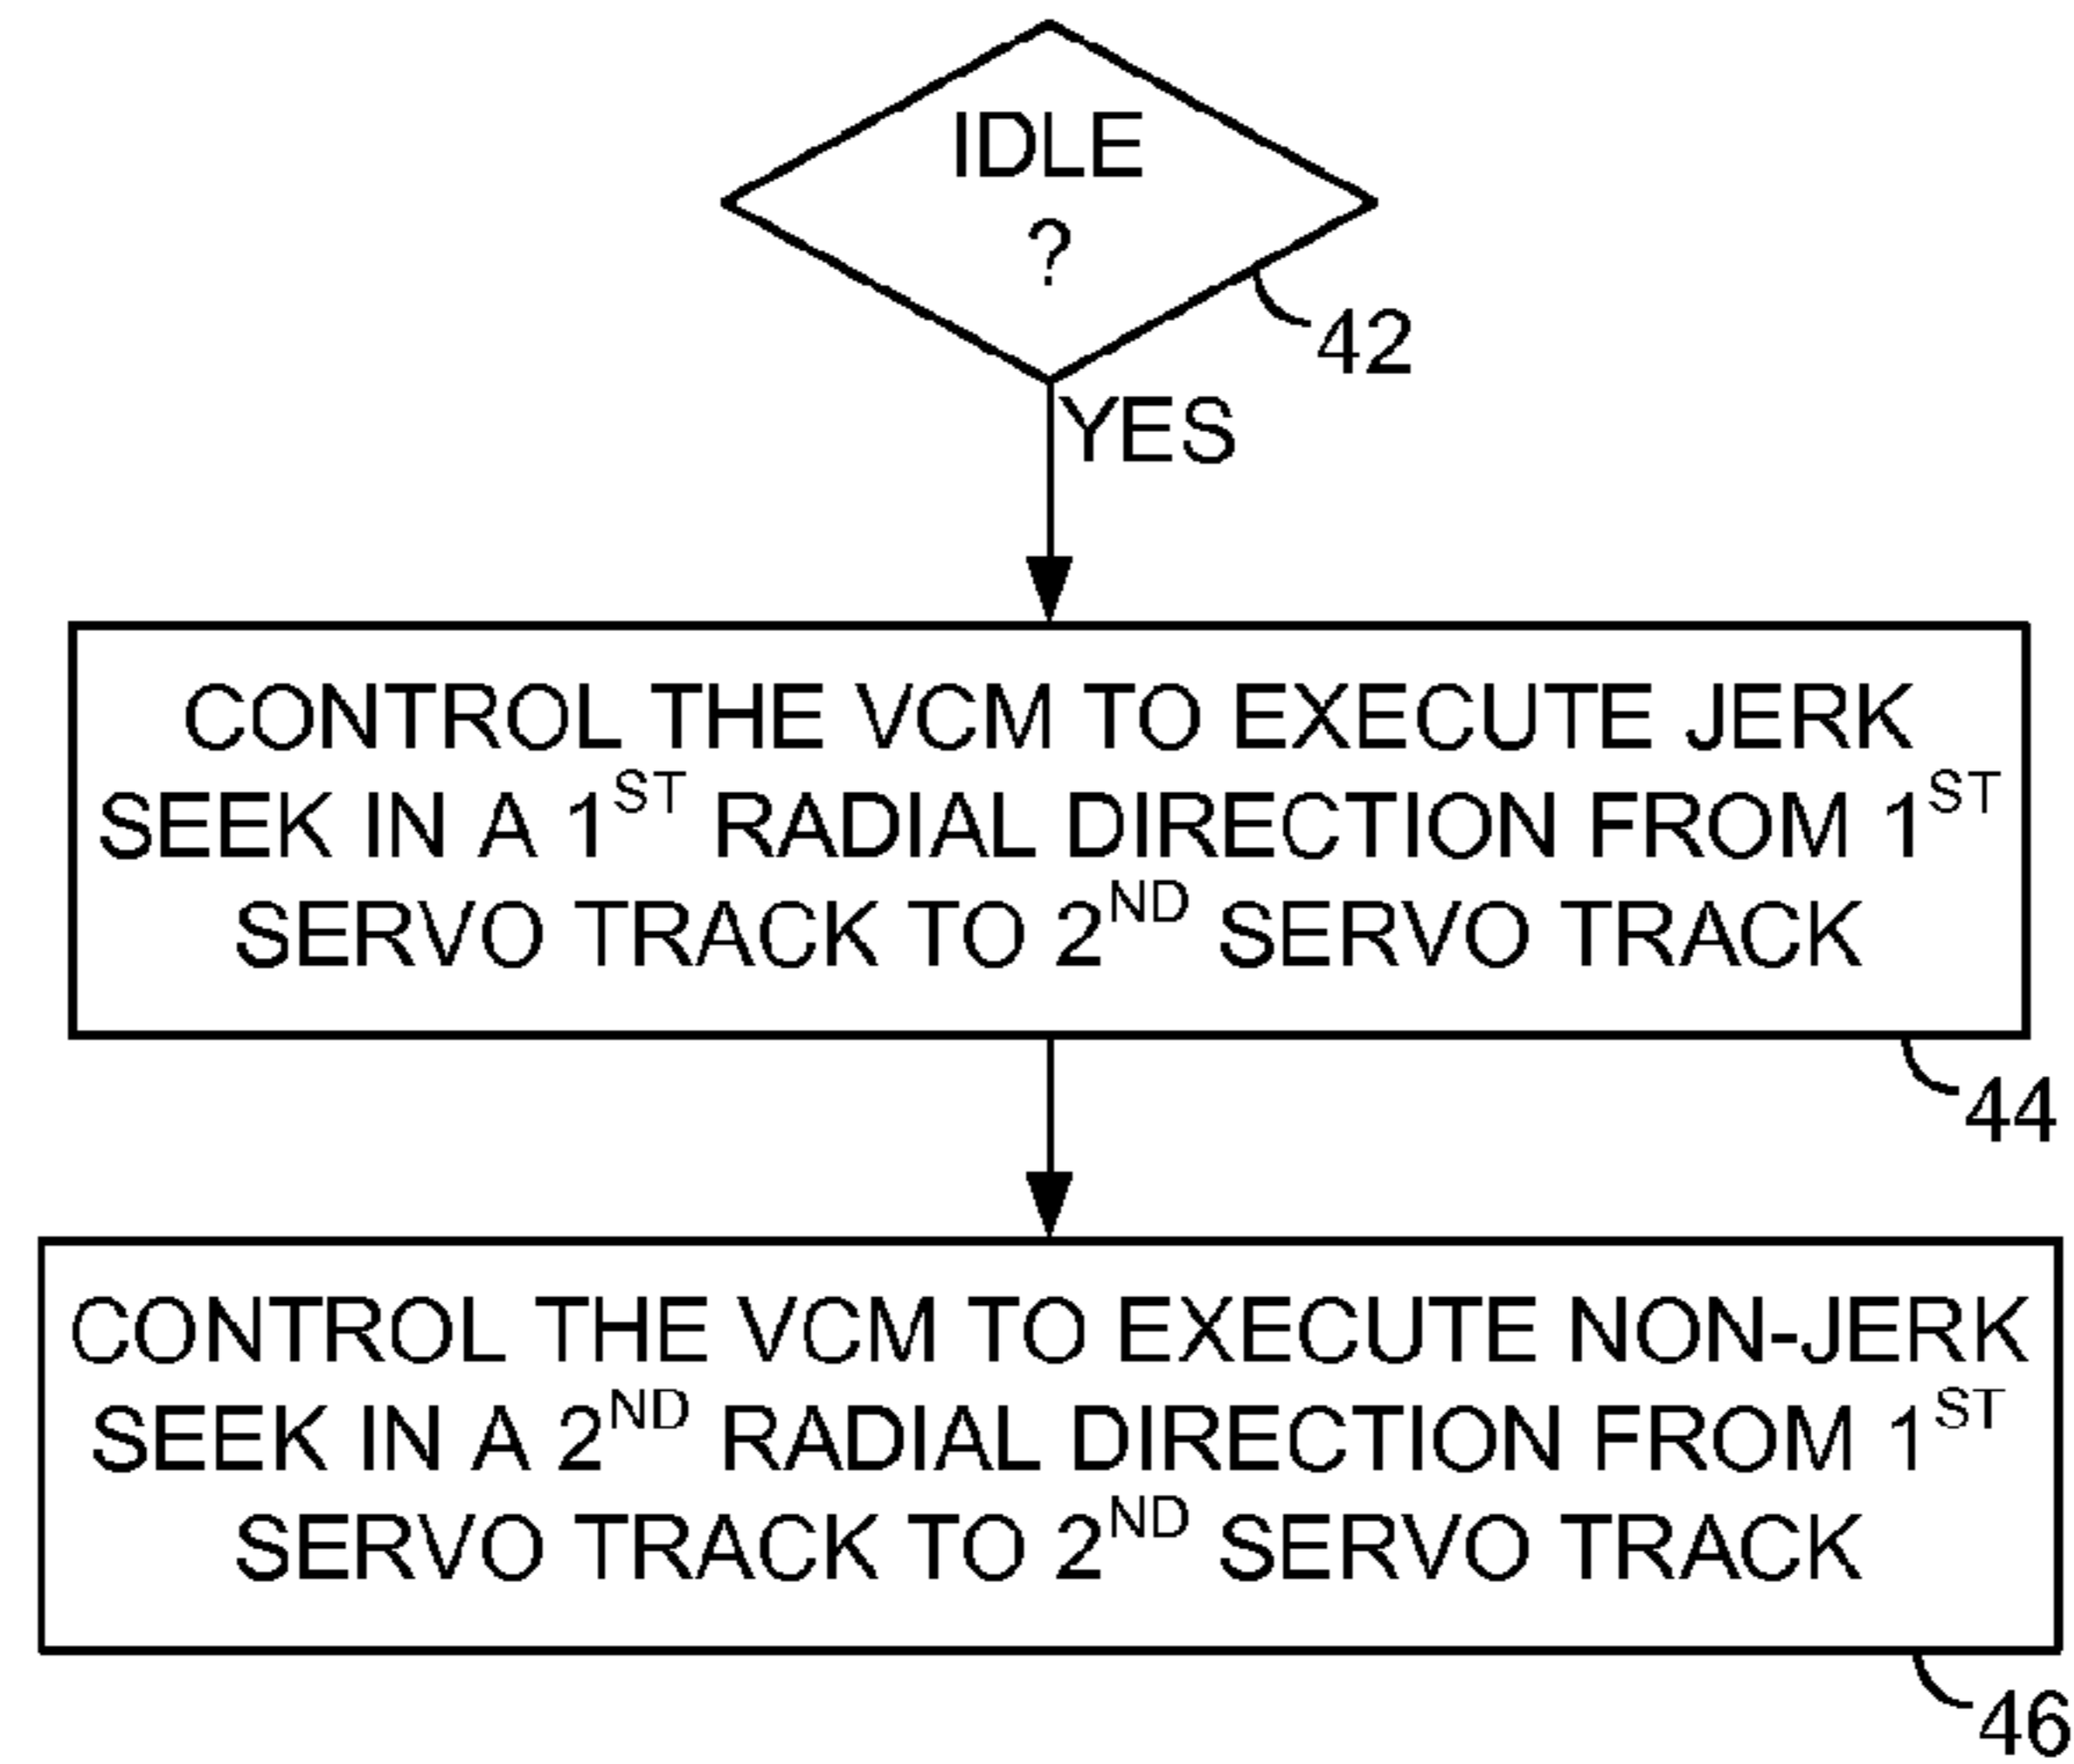 IDLE
?
42
YES
CONTROL THE VCM TO EXECUTE JERK
SEEK IN A 1ST RADIAL DIRECTION FROM 1ST
SERVO TRACK TO 2ND SERVO TRACK
44
CONTROL THE VCM TO EXECUTE NON-JERK
SEEK IN A 2ND RADIAL DIRECTION FROM 1ST
SERVO TRACK TO 2ND SERVO TRACK
46